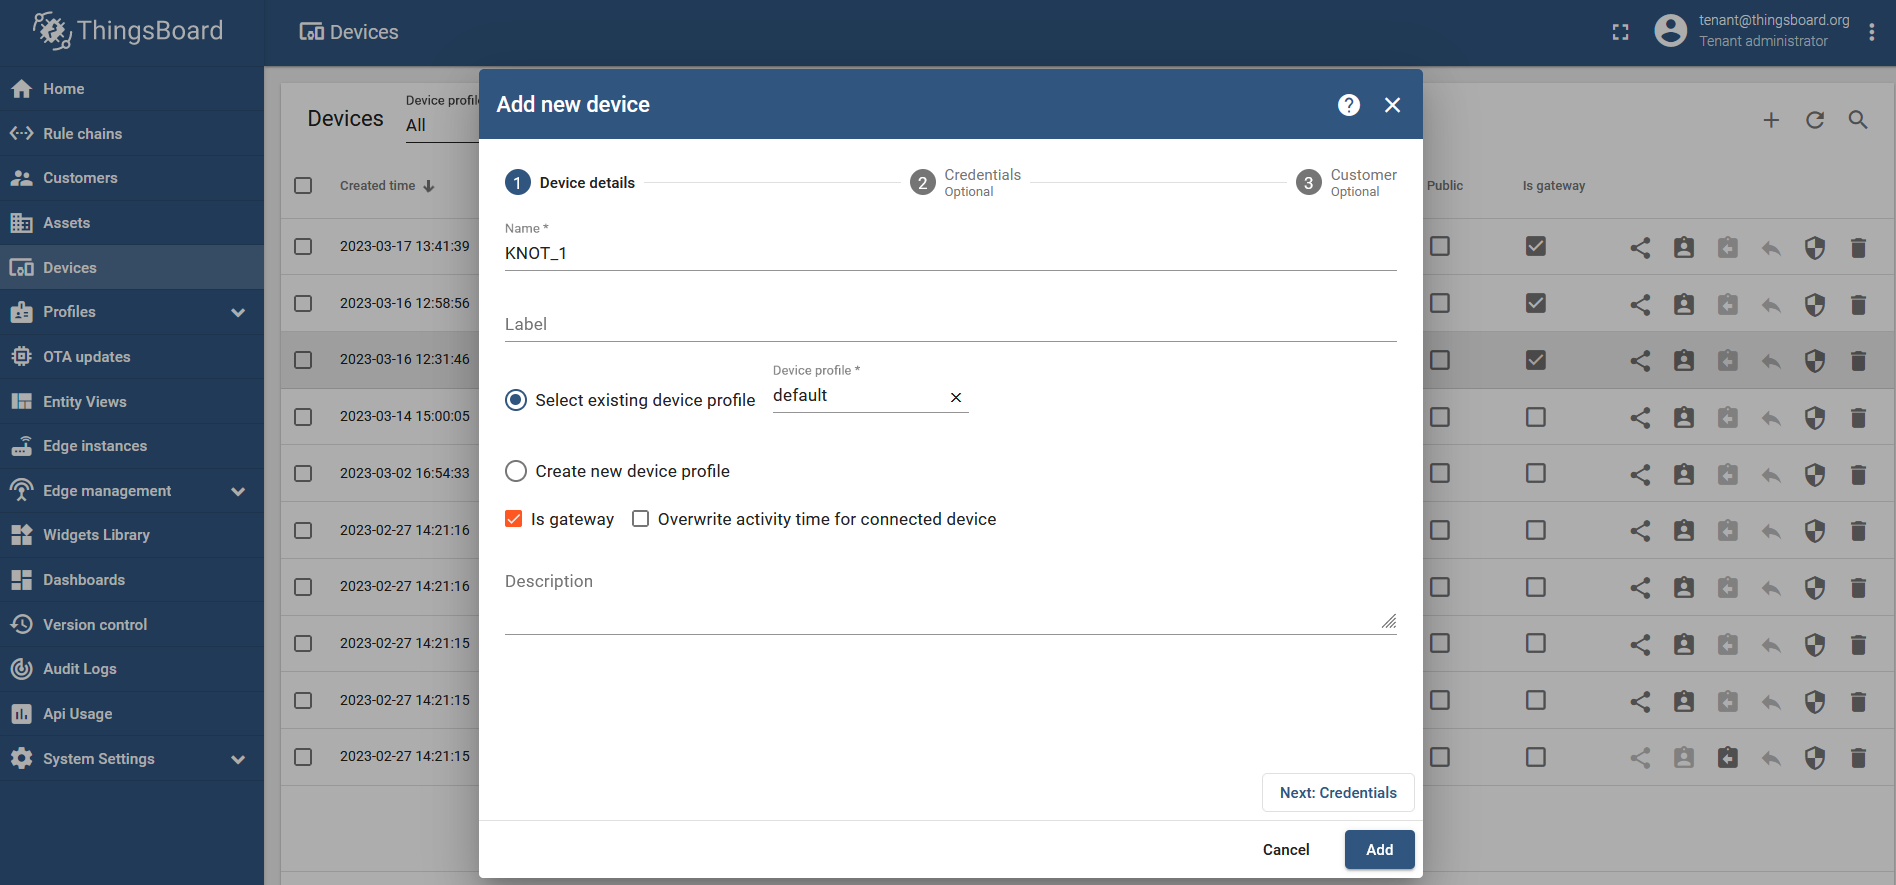 ThingsBoard
Devices
tenant@thingsboard.org
Tenant administrator
Home
Rule chains
Customers
Assets
Devices
Profiles
OTA updates
Entity Views
Edge instances
Edge management
Widgets Library
Dashboards
Version control
Audit Logs
Api Usage
System Settings
Devices
Device profile
All
Created time
Public
Is gateway
2023-03-17 13:41:39
2023-03-16 12:58:56
2023-03-16 12:31:46
2023-03-14 15:00:05
2023-03-02 16:54:33
2023-02-27 14:21:16
2023-02-27 14:21:16
2023-02-27 14:21:15
2023-02-27 14:21:15
2023-02-27 14:21:15
Add new device
1 Device details
2 Credentials
Optional
3 Customer
Optional
Name *
KNOT_1
Label
Device profile *
Select existing device profile default
Create new device profile
Is gateway Overwrite activity time for connected device
Description
Next: Credentials
Cancel Add